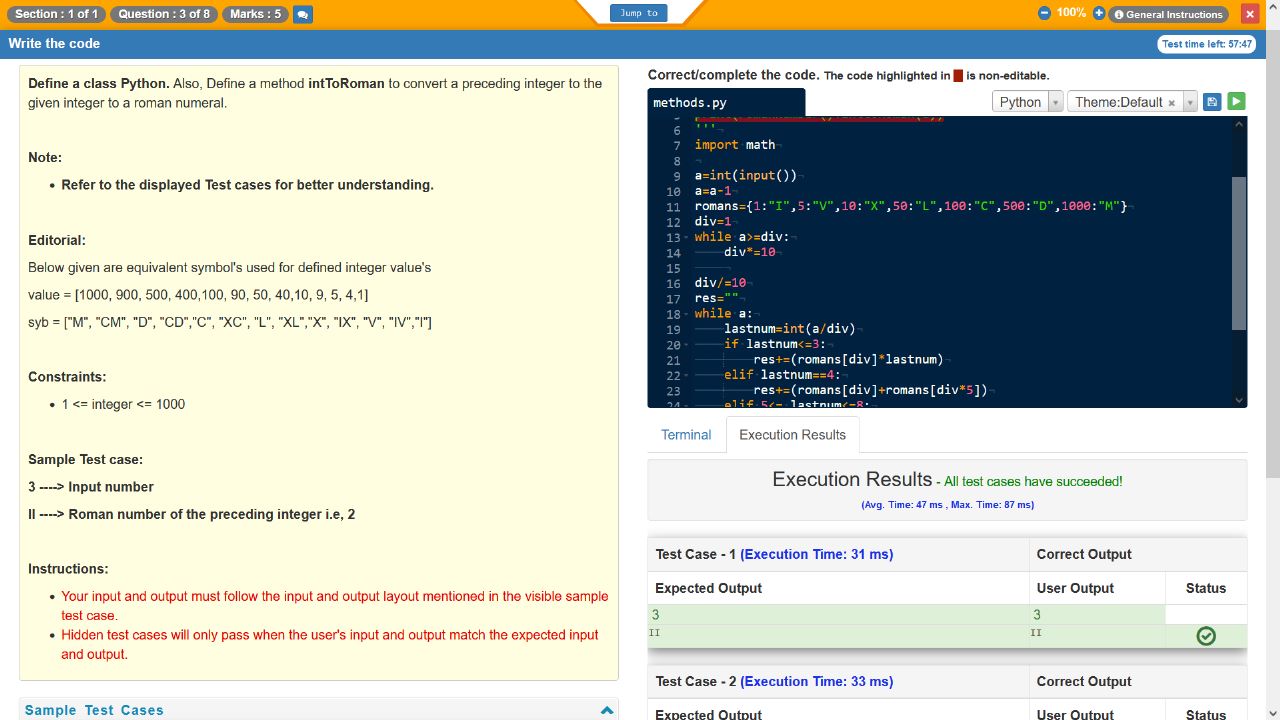 Section : 1 of 1
Question : 3 of 8
Marks : 5
Jump to
100%
General Instructions
Write the code
Test time left: 57:47
Define a class Python. Also, Define a method intToRoman to convert a preceding integer to the
given integer to a roman numeral.
Note:
• Refer to the displayed Test cases for better understanding.
Editorial:
Below given are equivalent symbol's used for defined integer value's
value = [1000, 900, 500, 400,100, 90, 50, 40,10, 9, 5, 4,1]
syb = ["M", "CM", "D", "CD","C", "XC", "L", "XL","X", "IX", "V", "IV","I"]
Constraints:
• 1 <= integer <= 1000
Sample Test case:
3 ----> Input number
II ----> Roman number of the preceding integer i.e, 2
Instructions:
• Your input and output must follow the input and output layout mentioned in the visible sample
test case.
• Hidden test cases will only pass when the user's input and output match the expected input
and output.
Sample Test Cases
Correct/complete the code. The code highlighted in is non-editable.
methods.py
Python
Theme:Default
6 '''
7 import math
8
9 a=int(input())
10 a=a-1
11 romans={1:"I",5:"V",10:"X",50:"L",100:"C",500:"D",1000:"M"}
12 div=1
13 while a>=div:
14 div*=10
15
16 div/=10
17 res=""
18 while a:
19 lastnum=int(a/div)
20 if lastnum<=3:
21 res+=(romans[div]*lastnum)
22 elif lastnum==4:
23 res+=(romans[div]+romans[div*5])
24 elif 5<= lastnum<=8:
Terminal
Execution Results
Execution Results - All test cases have succeeded!
(Avg. Time: 47 ms , Max. Time: 87 ms)
Test Case - 1 (Execution Time: 31 ms)
Correct Output
Expected Output
User Output
Status
3
3
II
II
Test Case - 2 (Execution Time: 33 ms)
Correct Output
Expected Output
User Output
Status